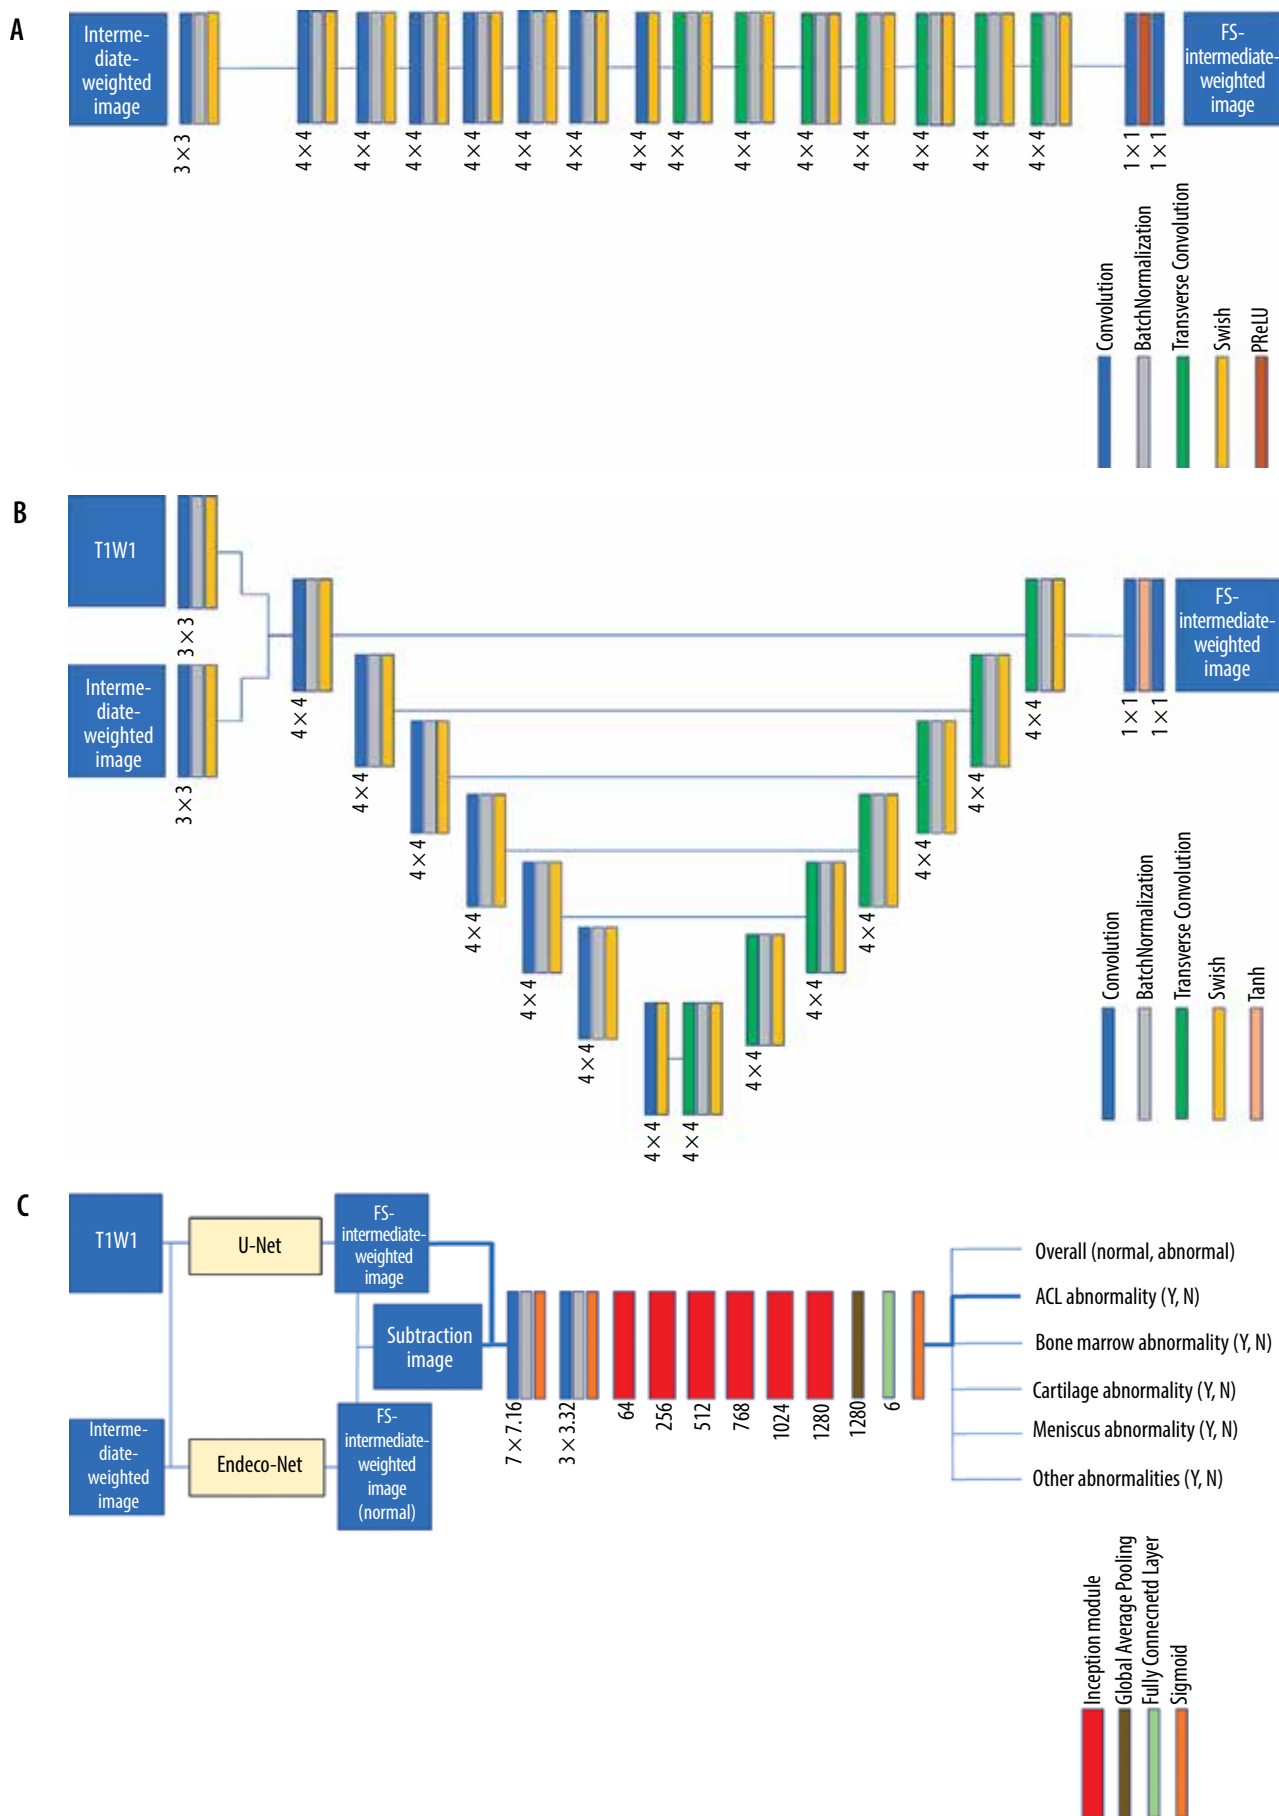 A
Interme-
diate-
weighted
image
FS-
intermediate-
weighted
image
3 × 3
4 × 4
4 × 4
4 × 4
4 × 4
4 × 4
4 × 4
4 × 4
4 × 4
4 × 4
4 × 4
4 × 4
4 × 4
4 × 4
4 × 4
1 × 1
1 × 1
Convolution
BatchNormalization
Transverse Convolution
Swish
PReLU
B
T1W1
3 × 3
Interme-
diate-
weighted
image
3 × 3
4 × 4
4 × 4
4 × 4
4 × 4
4 × 4
4 × 4
4 × 4
4 × 4
4 × 4
4 × 4
4 × 4
4 × 4
4 × 4
4 × 4
1 × 1
1 × 1
FS-
intermediate-
weighted
image
Convolution
BatchNormalization
Transverse Convolution
Swish
Tanh
C
T1W1
U-Net
FS-
intermediate-
weighted
image
Subtraction
image
Interme-
diate-
weighted
image
Endeco-Net
FS-
intermediate-
weighted
image
(normal)
7 × 7.16
3 × 3.32
64
256
512
768
1024
1280
1280
6
Overall (normal, abnormal)
ACL abnormality (Y, N)
Bone marrow abnormality (Y, N)
Cartilage abnormality (Y, N)
Meniscus abnormality (Y, N)
Other abnormalities (Y, N)
Inception module
Global Average Pooling
Fully Connecnetd Layer
Sigmoid